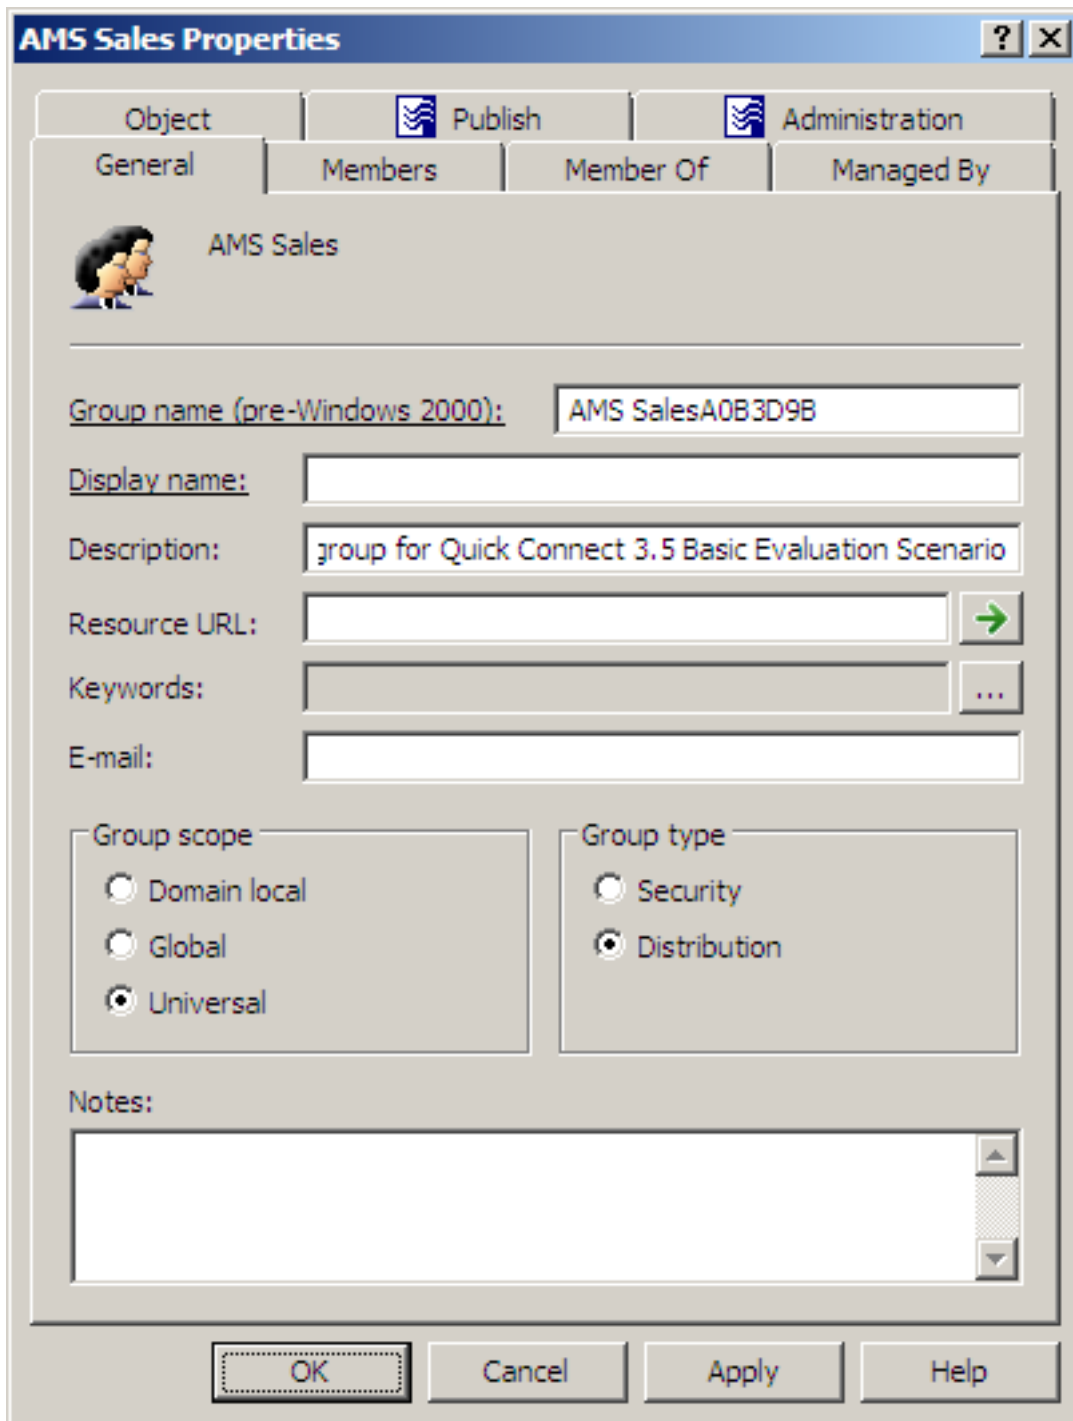 AMS Sales Properties
Object Publish Administration
General Members Member Of Managed By
AMS Sales
Group name (pre-Windows 2000): AMS SalesA0B3D9B
Display name:
Description: group for Quick Connect 3.5 Basic Evaluation Scenario
Resource URL:
Keywords: ...
E-mail:
Group scope Group type
Domain local Security
Global Distribution
Universal
Notes:
OK Cancel Apply Help